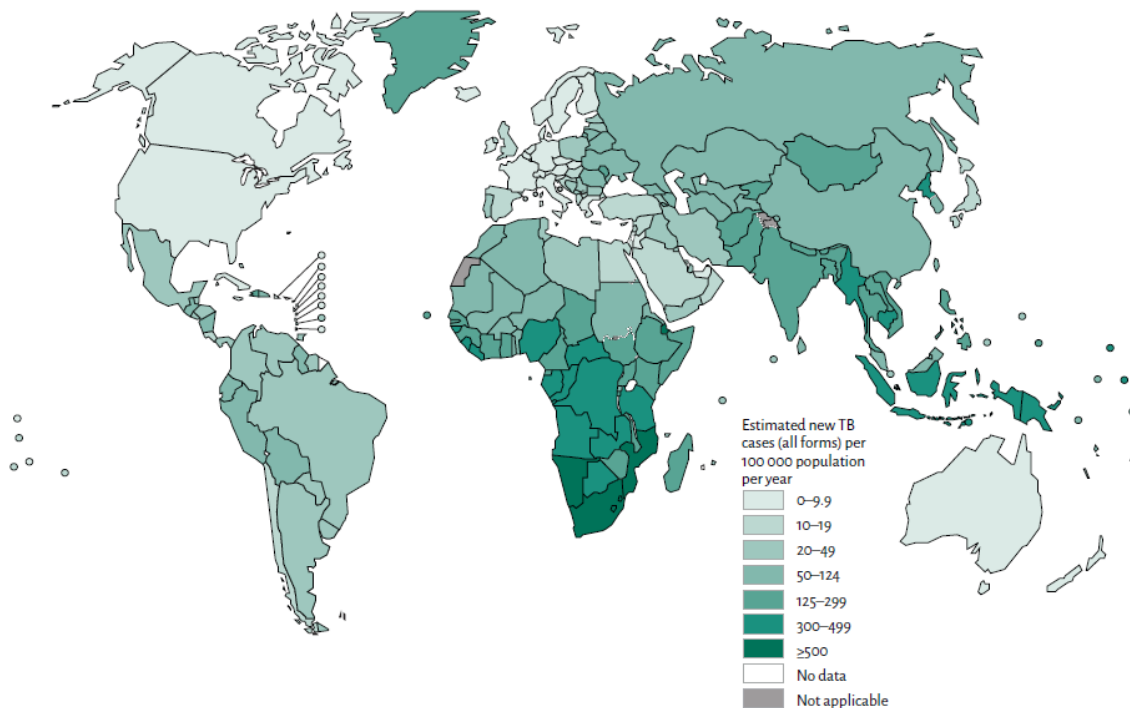 Estimated new TB
cases (all forms) per
100 000 population
per year
0–9.9
10–19
20–49
50–124
125–299
300–499
≥500
No data
Not applicable